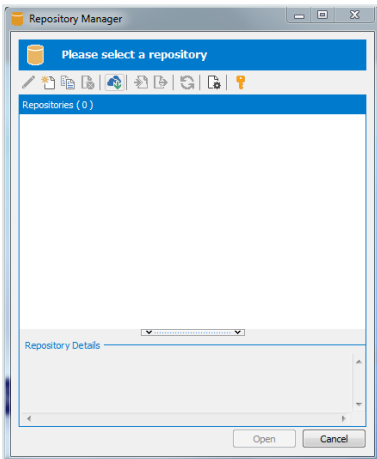 Repository Manager
Please select a repository
Repositories ( 0 )
Repository Details
Open
Cancel